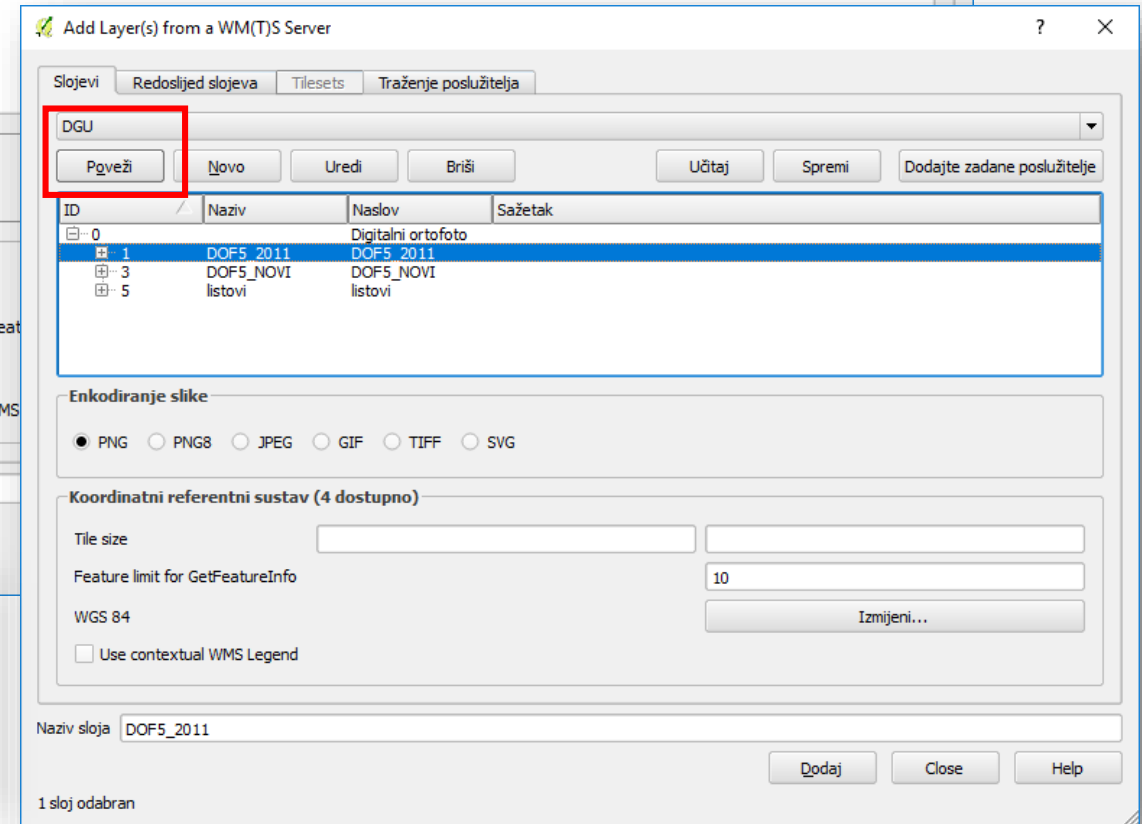 Add Layer(s) from a WM(T)S Server ?
Slojevi Redoslijed slojeva Tilesets Traženje poslužitelja
DGU
Poveži Novo Uredi Briši Učitaj Spremi Dodajte zadane poslužitelje
ID Naziv Naslov Sažetak
0 Digitalni ortofoto
1 DOF5_2011 DOF5_2011
3 DOF5_NOVI DOF5_NOVI
5 listovi listovi
eat
MS
Enkodiranje slike
PNG PNG8 JPEG GIF TIFF SVG
Koordinatni referentni sustav (4 dostupno)
Tile size
Feature limit for GetFeatureInfo 10
WGS 84 Izmijeni...
Use contextual WMS Legend
Naziv sloja DOF5_2011
Dodaj Close Help
1 sloj odabran